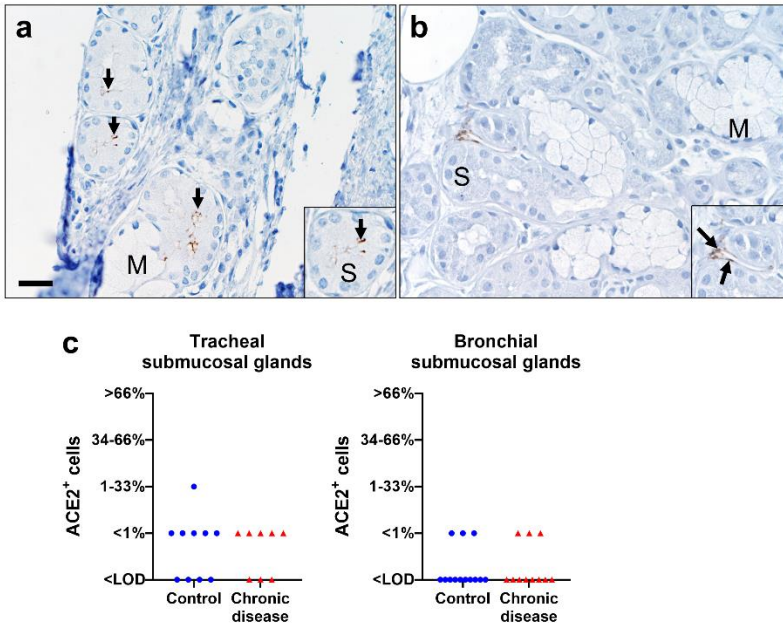 a
M
S
b
M
S
c
Tracheal
submucosal glands
ACE2+ cells
>66%
34-66%
1-33%
<1%
<LOD
Control
Chronic
disease
Bronchial
submucosal glands
ACE2+ cells
>66%
34-66%
1-33%
<1%
<LOD
Control
Chronic
disease